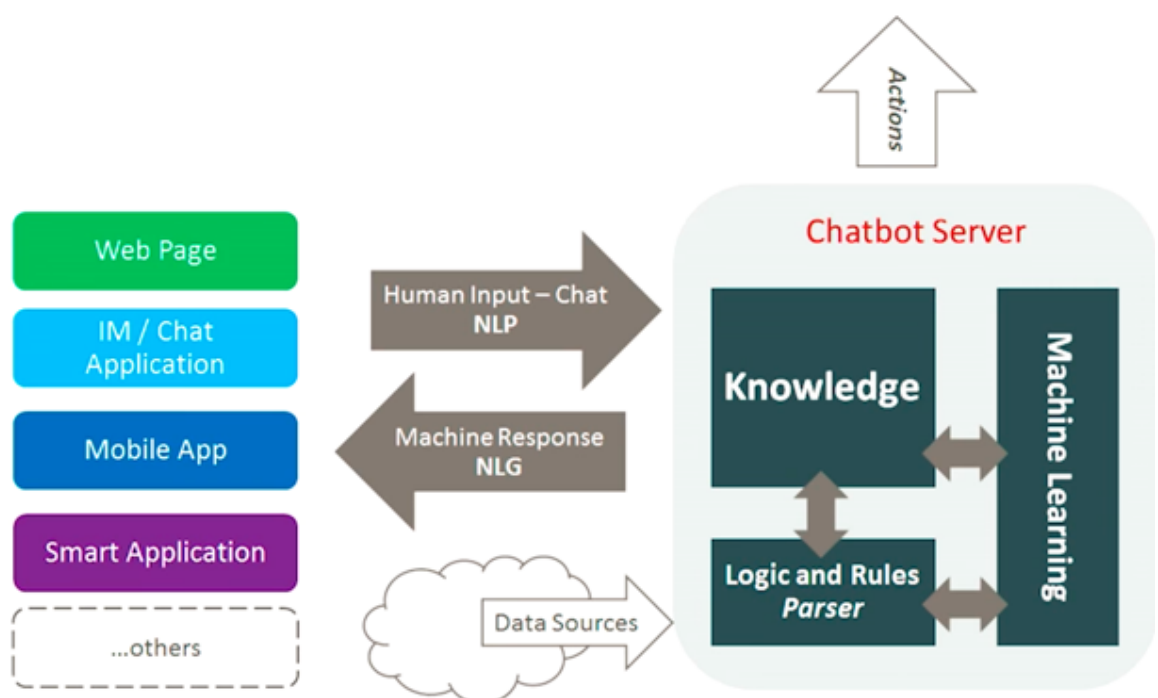 Actions
Chatbot Server
Web Page
IM / Chat
Application
Mobile App
Smart Application
...others
Human Input – Chat
NLP
Machine Response
NLG
Data Sources
Knowledge
Logic and Rules
Parser
Machine Learning